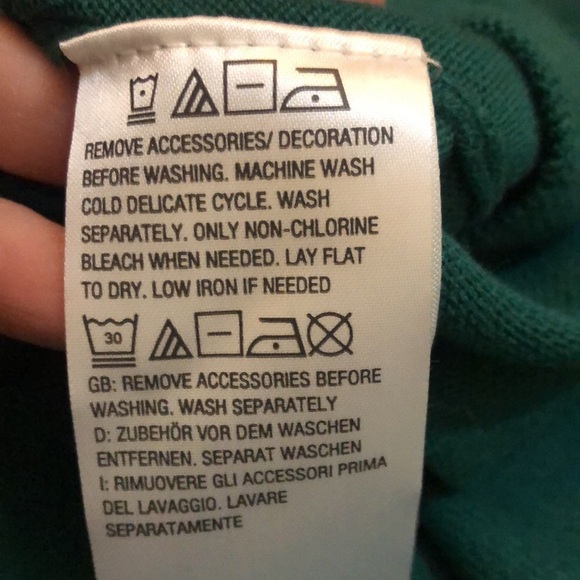 REMOVE ACCESSORIES/ DECORATION
BEFORE WASHING. MACHINE WASH
COLD DELICATE CYCLE. WASH
SEPARATELY. ONLY NON-CHLORINE
BLEACH WHEN NEEDED. LAY FLAT
TO DRY. LOW IRON IF NEEDED
30
GB: REMOVE ACCESSORIES BEFORE
WASHING. WASH SEPARATELY
D: ZUBEHÖR VOR DEM WASCHEN
ENTFERNEN. SEPARAT WASCHEN
I: RIMUOVERE GLI ACCESSORI PRIMA
DEL LAVAGGIO. LAVARE
SEPARATAMENTE